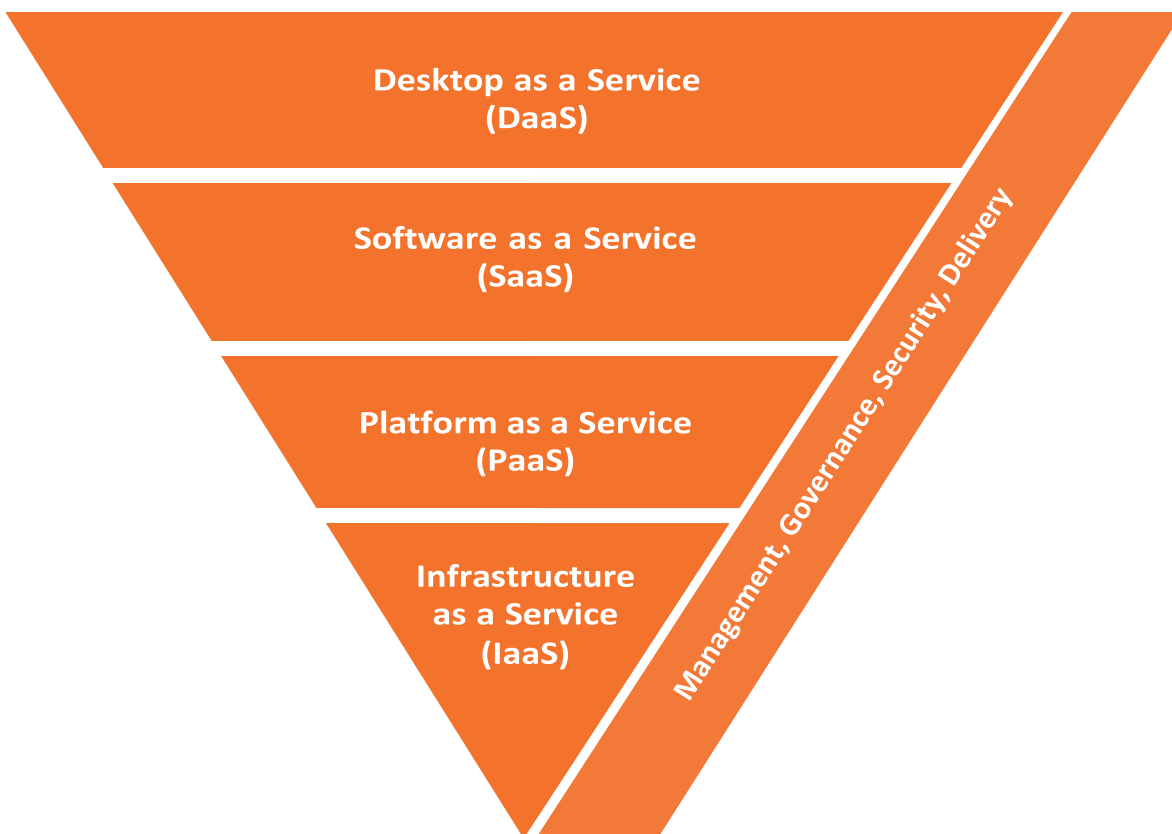 Desktop as a Service
(DaaS)
Software as a Service
(SaaS)
Platform as a Service
(PaaS)
Infrastructure
as a Service
(IaaS)
Management, Governance, Security, Delivery